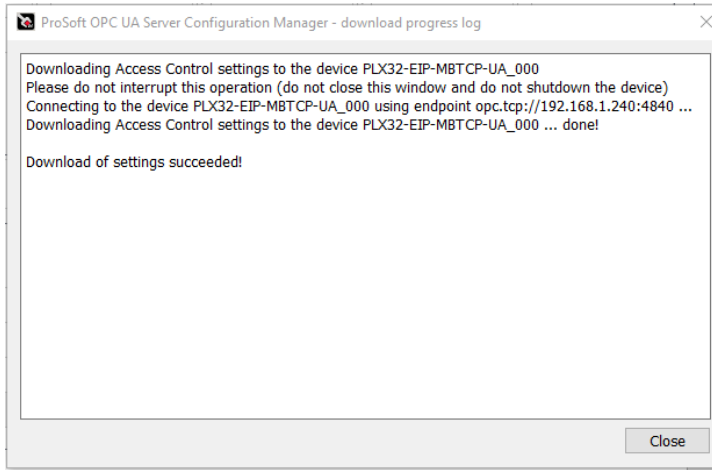 ProSoft OPC UA Server Configuration Manager - download progress log
Downloading Access Control settings to the device PLX32-EIP-MBTCP-UA_000
Please do not interrupt this operation (do not close this window and do not shutdown the device)
Connecting to the device PLX32-EIP-MBTCP-UA_000 using endpoint opc.tcp://192.168.1.240:4840 ...
Downloading Access Control settings to the device PLX32-EIP-MBTCP-UA_000 ... done!
Download of settings succeeded!
Close